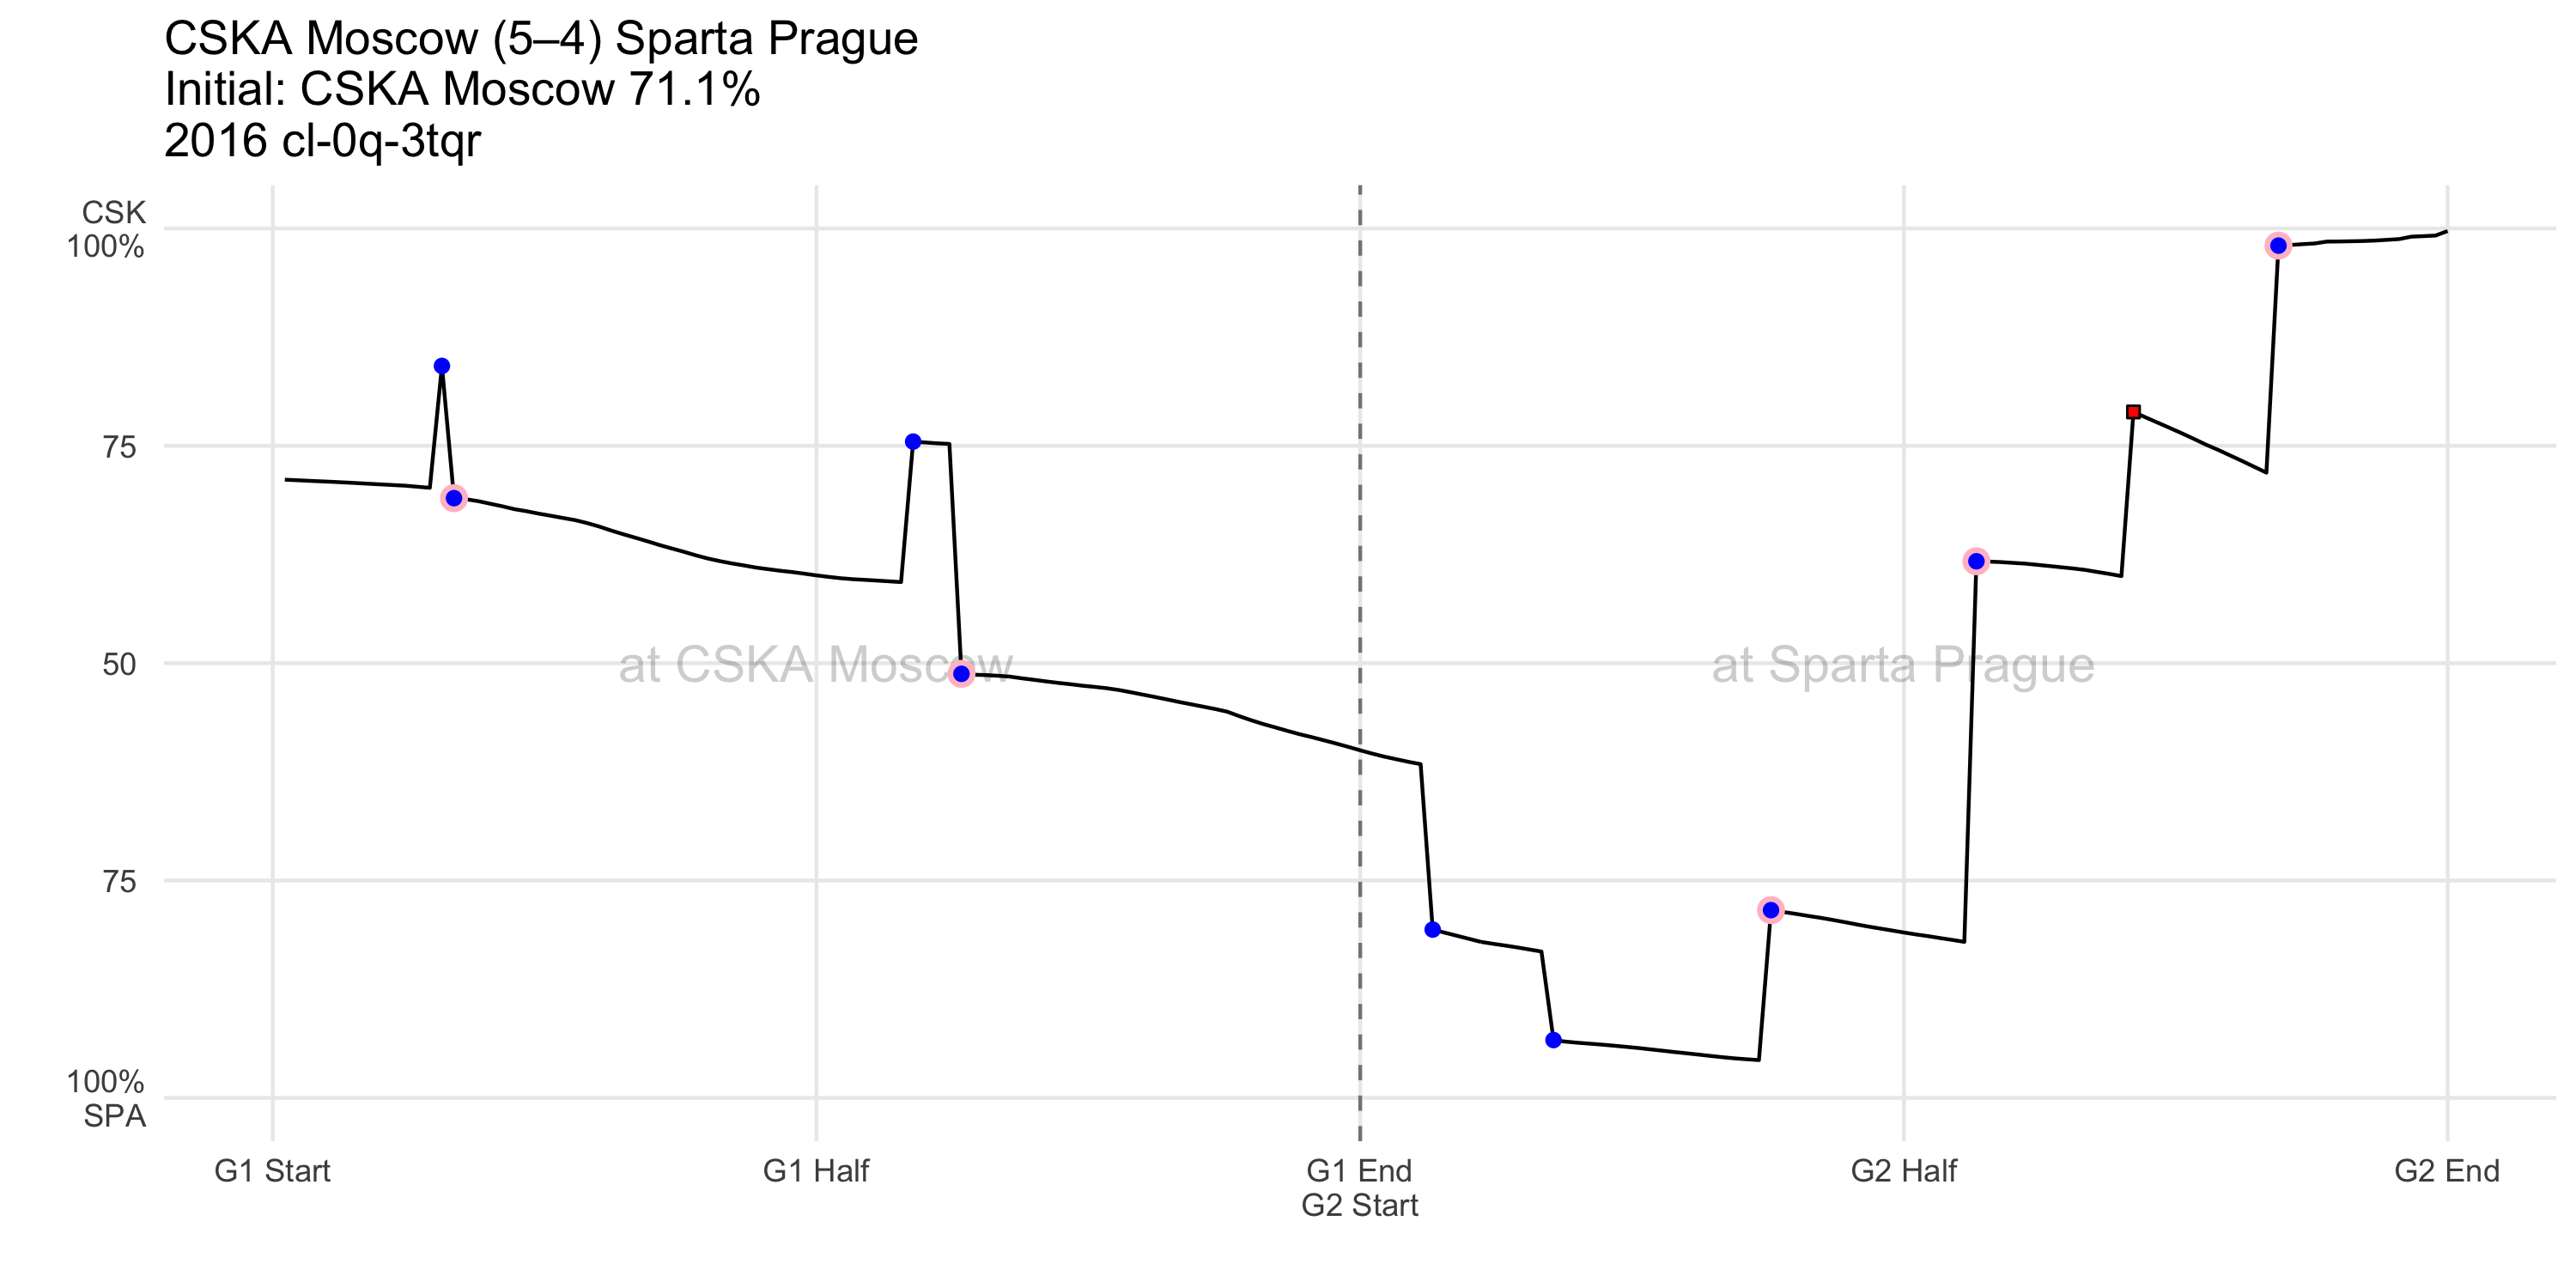 CSKA Moscow (5–4) Sparta Prague
Initial: CSKA Moscow 71.1%
2016 cl-0q-3tqr
CSK
100%
75
50
75
100%
SPA
at CSKA Moscow
at Sparta Prague
G1 Start
G1 Half
G1 End
G2 Start
G2 Half
G2 End